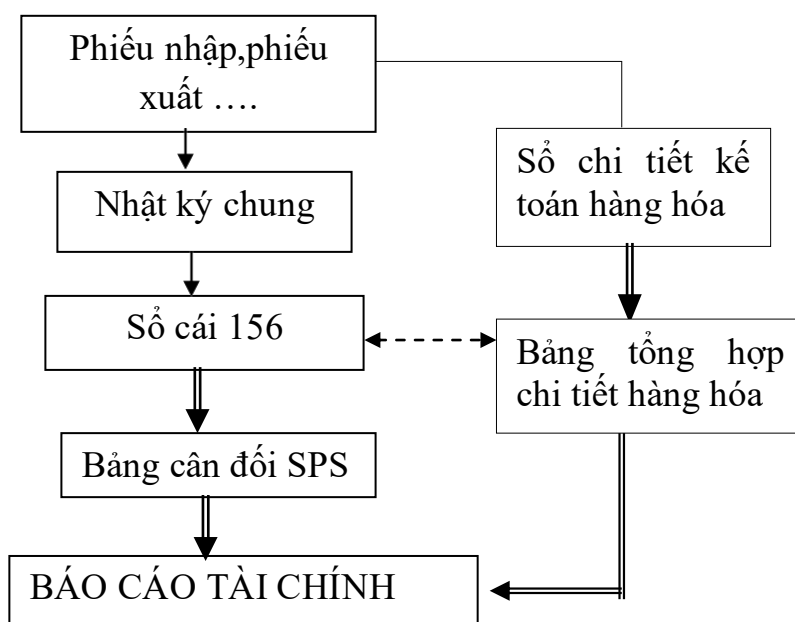 Phiếu nhập,phiếu
xuất ….
Sổ chi tiết kế
toán hàng hóa
Nhật ký chung
Sổ cái 156
Bảng tổng hợp
chi tiết hàng hóa
Bảng cân đối SPS
BÁO CÁO TÀI CHÍNH